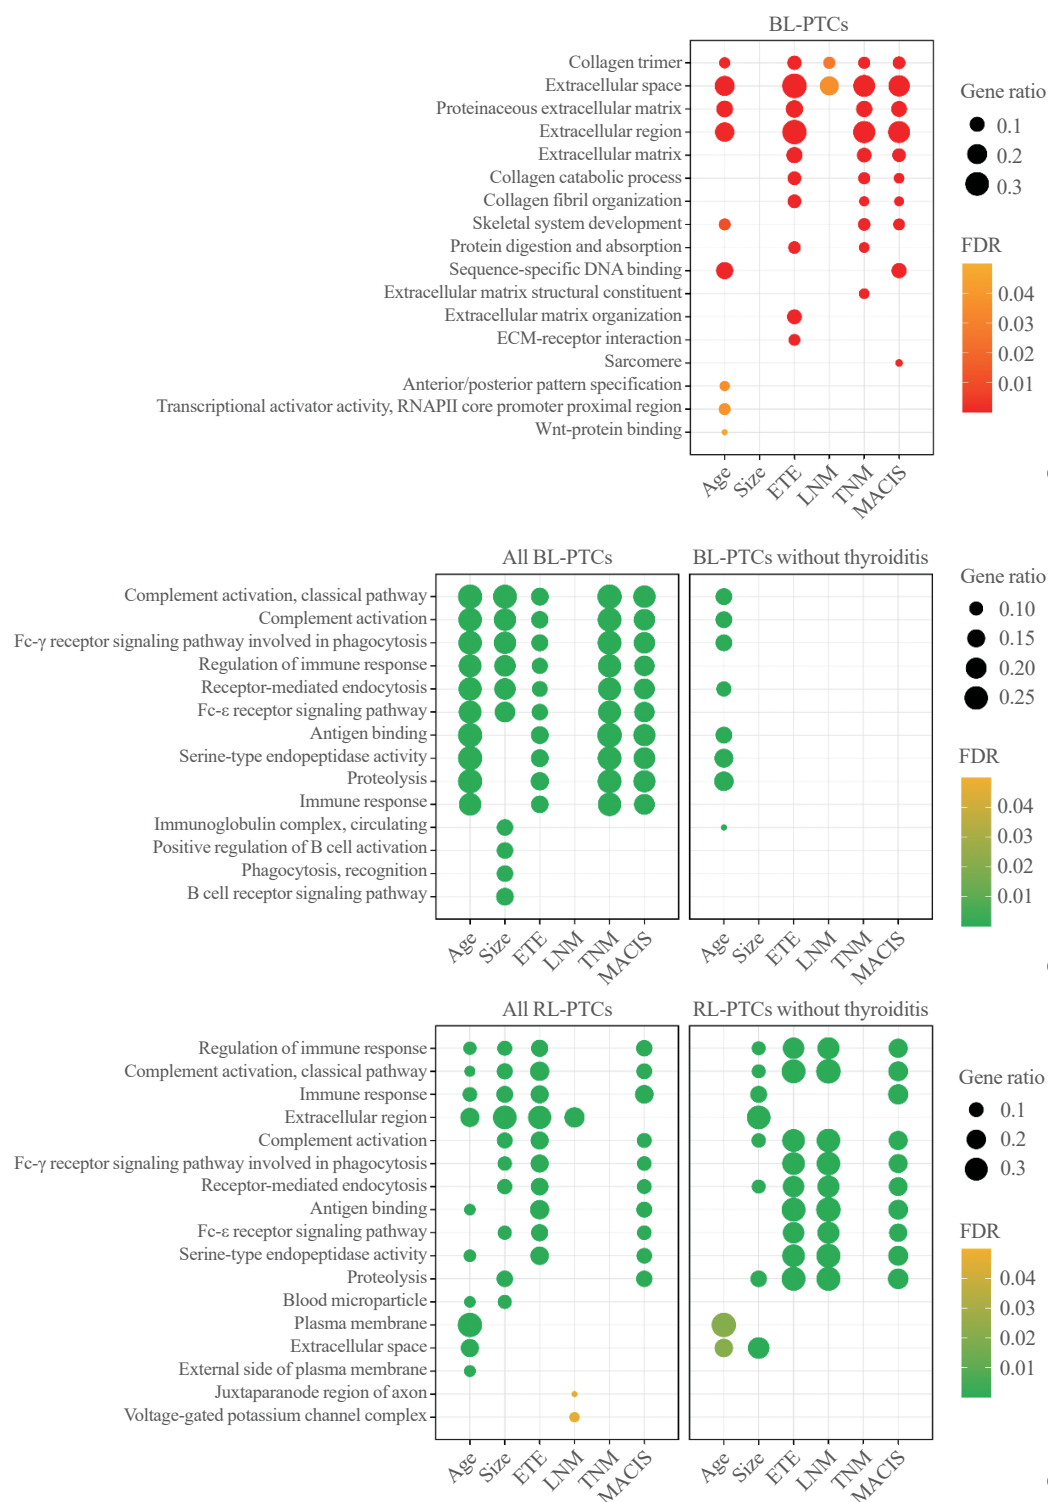 BL-PTCs
Collagen trimer
Extracellular space
Proteinaceous extracellular matrix
Extracellular region
Extracellular matrix
Collagen catabolic process
Collagen fibril organization
Skeletal system development
Protein digestion and absorption
Sequence-specific DNA binding
Extracellular matrix structural constituent
Extracellular matrix organization
ECM-receptor interaction
Sarcomere
Anterior/posterior pattern specification
Transcriptional activator activity, RNAPII core promoter proximal region
Wnt-protein binding
Age
Size
ETE
LNM
TNM
MACIS
Gene ratio
0.1
0.2
0.3
FDR
0.04
0.03
0.02
0.01
All BL-PTCs
BL-PTCs without thyroiditis
Complement activation, classical pathway
Complement activation
Fc-γ receptor signaling pathway involved in phagocytosis
Regulation of immune response
Receptor-mediated endocytosis
Fc-ε receptor signaling pathway
Antigen binding
Serine-type endopeptidase activity
Proteolysis
Immune response
Immunoglobulin complex, circulating
Positive regulation of B cell activation
Phagocytosis, recognition
B cell receptor signaling pathway
Age
Size
ETE
LNM
TNM
MACIS
Age
Size
ETE
LNM
TNM
MACIS
Gene ratio
0.10
0.15
0.20
0.25
FDR
0.04
0.03
0.02
0.01
All RL-PTCs
RL-PTCs without thyroiditis
Regulation of immune response
Complement activation, classical pathway
Immune response
Extracellular region
Complement activation
Fc-γ receptor signaling pathway involved in phagocytosis
Receptor-mediated endocytosis
Antigen binding
Fc-ε receptor signaling pathway
Serine-type endopeptidase activity
Proteolysis
Blood microparticle
Plasma membrane
Extracellular space
External side of plasma membrane
Juxtaparanode region of axon
Voltage-gated potassium channel complex
Age
Size
ETE
LNM
TNM
MACIS
Age
Size
ETE
LNM
TNM
MACIS
Gene ratio
0.1
0.2
0.3
FDR
0.04
0.03
0.02
0.01